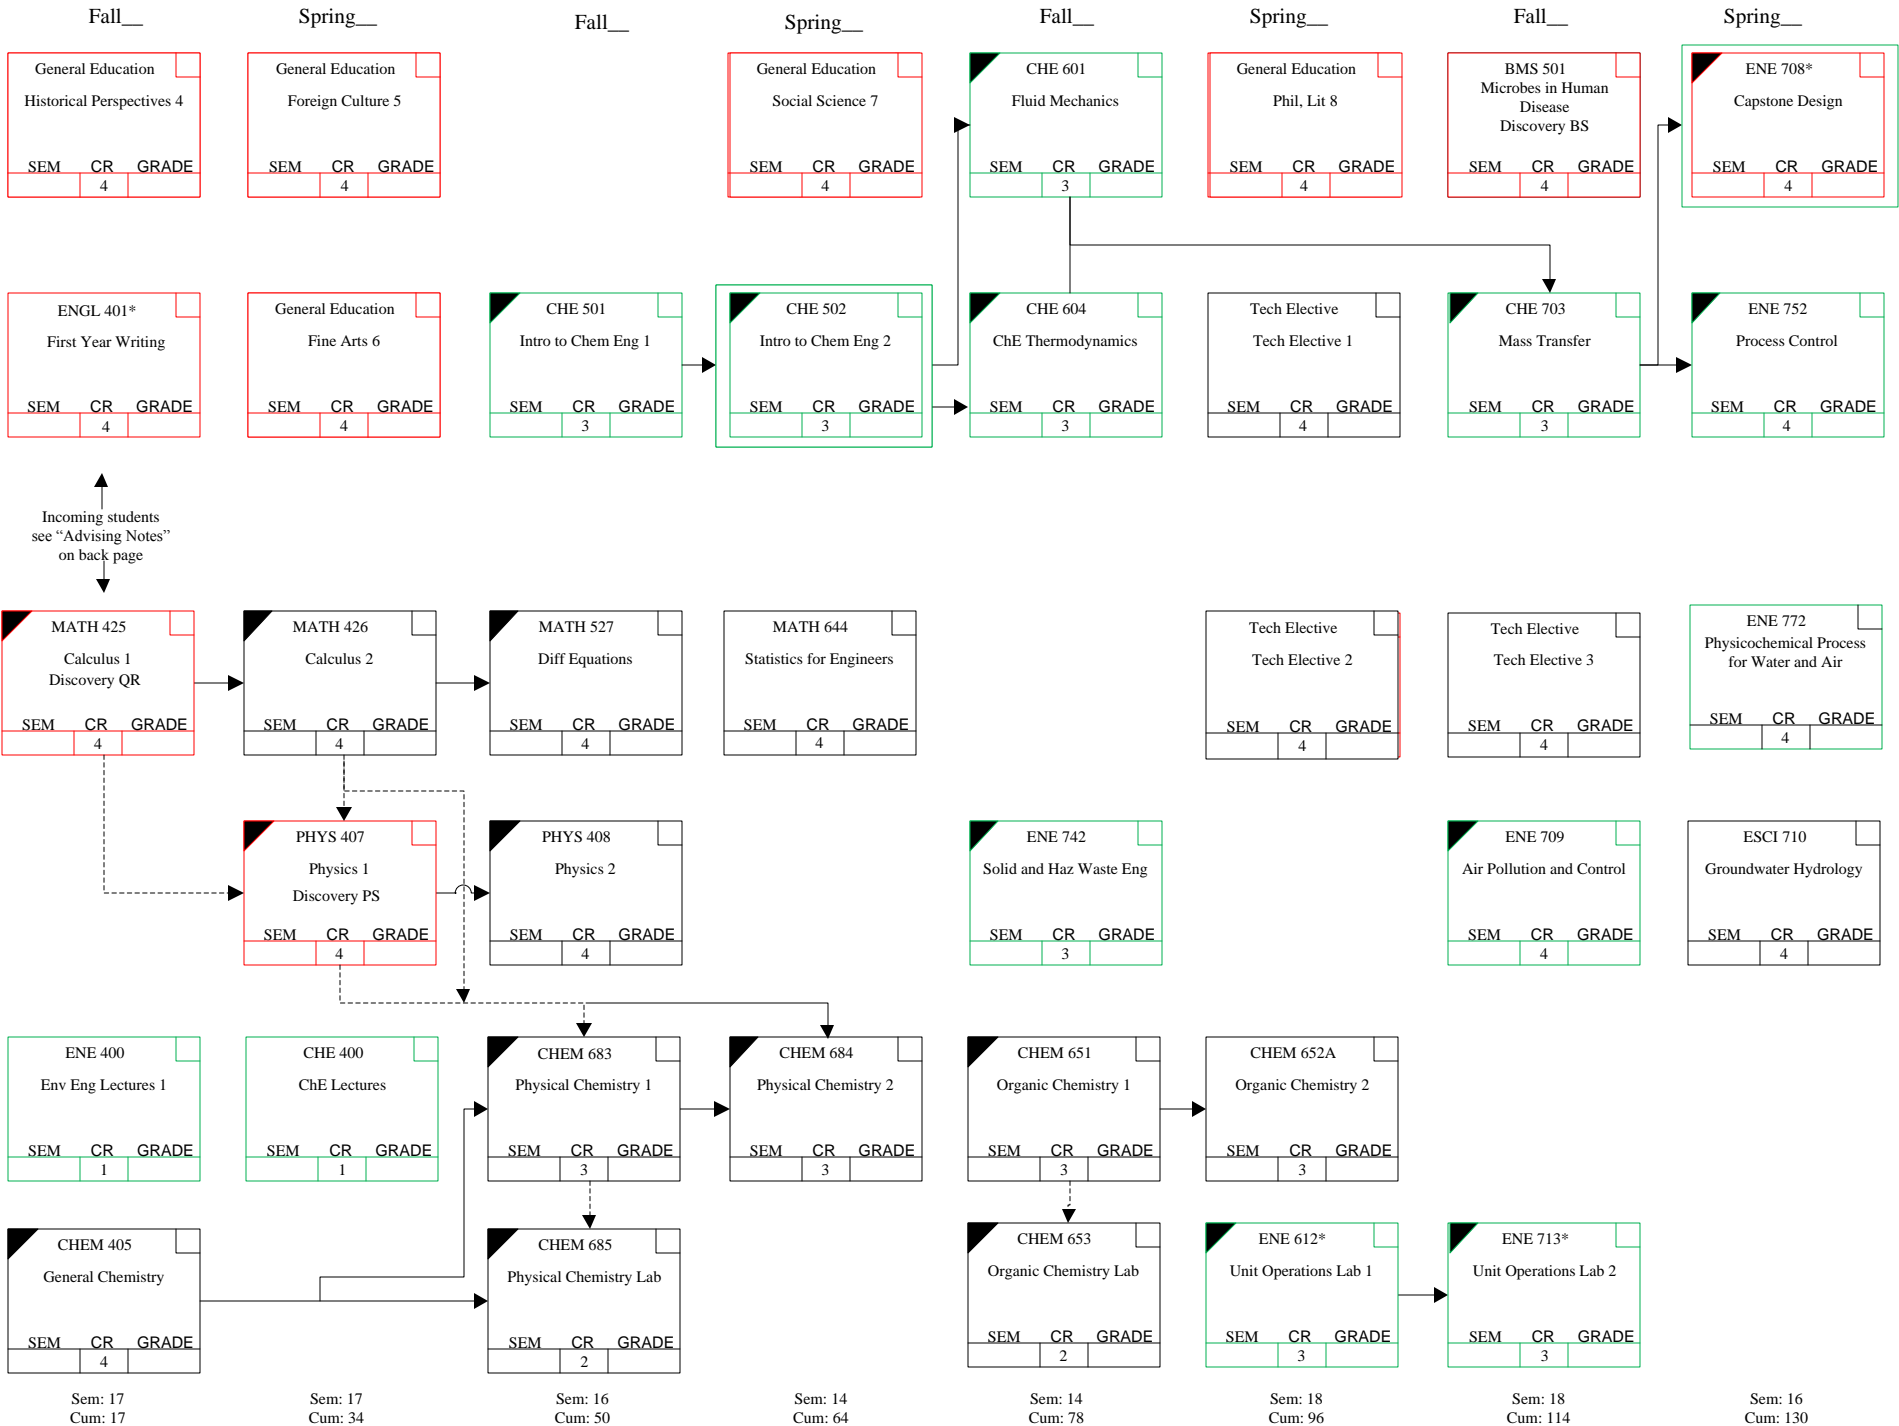 Fall__
Spring__
Fall__
Spring__
Fall__
Spring__
Fall__
Spring__
General Education
Historical Perspectives 4
SEM CR GRADE
4
General Education
Foreign Culture 5
SEM CR GRADE
4
General Education
Social Science 7
SEM CR GRADE
4
CHE 601
Fluid Mechanics
SEM CR GRADE
3
General Education
Phil, Lit 8
SEM CR GRADE
4
BMS 501
Microbes in Human
Disease
Discovery BS
SEM CR GRADE
4
ENE 708*
Capstone Design
SEM CR GRADE
4
ENGL 401*
First Year Writing
SEM CR GRADE
4
General Education
Fine Arts 6
SEM CR GRADE
4
CHE 501
Intro to Chem Eng 1
SEM CR GRADE
3
CHE 502
Intro to Chem Eng 2
SEM CR GRADE
3
CHE 604
ChE Thermodynamics
SEM CR GRADE
3
Tech Elective
Tech Elective 1
SEM CR GRADE
4
CHE 703
Mass Transfer
SEM CR GRADE
3
ENE 752
Process Control
SEM CR GRADE
4
Incoming students
see “Advising Notes”
on back page
MATH 425
Calculus 1
Discovery QR
SEM CR GRADE
4
MATH 426
Calculus 2
SEM CR GRADE
4
MATH 527
Diff Equations
SEM CR GRADE
4
MATH 644
Statistics for Engineers
SEM CR GRADE
4
Tech Elective
Tech Elective 2
SEM CR GRADE
4
Tech Elective
Tech Elective 3
SEM CR GRADE
4
ENE 772
Physicochemical Process
for Water and Air
SEM CR GRADE
4
PHYS 407
Physics 1
Discovery PS
SEM CR GRADE
4
PHYS 408
Physics 2
SEM CR GRADE
4
ENE 742
Solid and Haz Waste Eng
SEM CR GRADE
3
ENE 709
Air Pollution and Control
SEM CR GRADE
4
ESCI 710
Groundwater Hydrology
SEM CR GRADE
4
ENE 400
Env Eng Lectures 1
SEM CR GRADE
1
CHE 400
ChE Lectures
SEM CR GRADE
1
CHEM 683
Physical Chemistry 1
SEM CR GRADE
3
CHEM 684
Physical Chemistry 2
SEM CR GRADE
3
CHEM 651
Organic Chemistry 1
SEM CR GRADE
3
CHEM 652A
Organic Chemistry 2
SEM CR GRADE
3
CHEM 405
General Chemistry
SEM CR GRADE
4
CHEM 685
Physical Chemistry Lab
SEM CR GRADE
2
CHEM 653
Organic Chemistry Lab
SEM CR GRADE
2
ENE 612*
Unit Operations Lab 1
SEM CR GRADE
3
ENE 713*
Unit Operations Lab 2
SEM CR GRADE
3
Sem: 17
Cum: 17
Sem: 17
Cum: 34
Sem: 16
Cum: 50
Sem: 14
Cum: 64
Sem: 14
Cum: 78
Sem: 18
Cum: 96
Sem: 18
Cum: 114
Sem: 16
Cum: 130